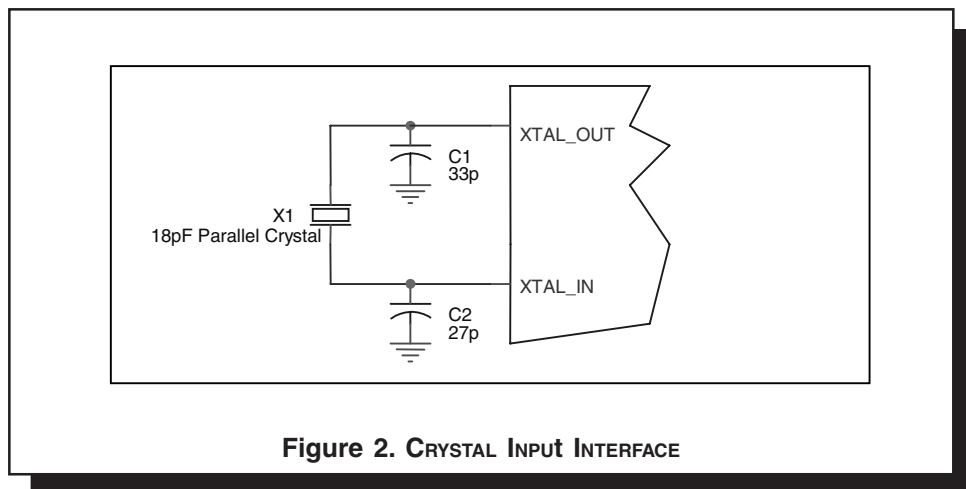 XTAL_OUT
C1
33p
X1
18pF Parallel Crystal
XTAL_IN
C2
27p
Figure 2. CRYSTAL INPUt INTERFACE